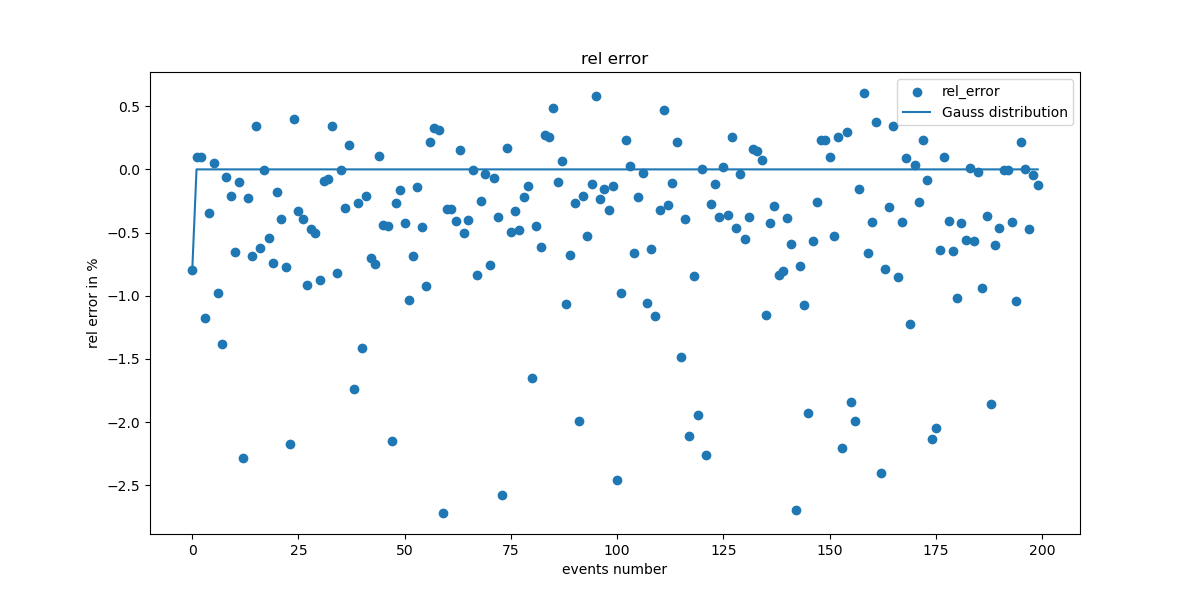 rel error
rel_error
Gauss distribution
rel error in %
0.5
0.0
−0.5
−1.0
−1.5
−2.0
−2.5
0 25 50 75 100 125 150 175 200
events number